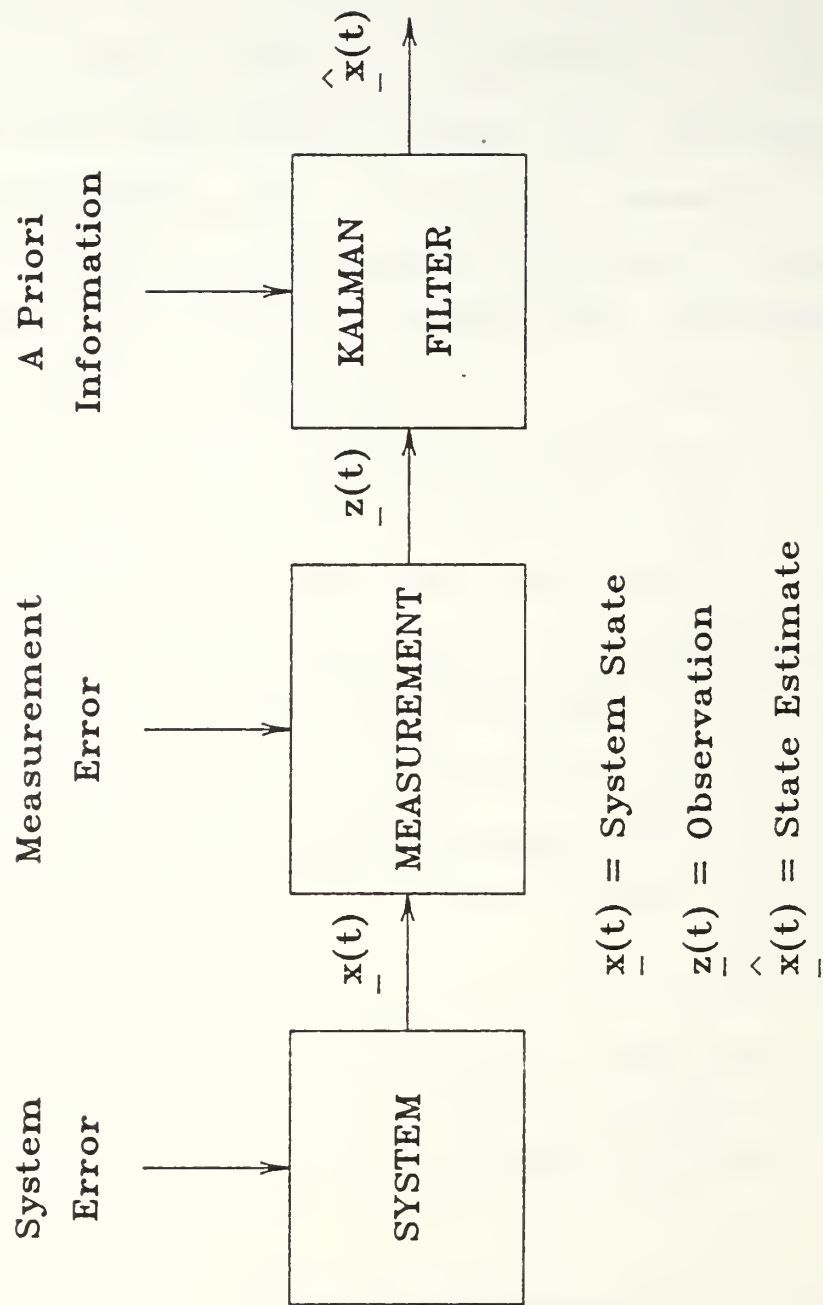 System
Error
Measurement
Error
A Priori
Information
SYSTEM
x(t)
MEASUREMENT
z(t)
KALMAN
FILTER
x̂(t)
x(t) = System State
z(t) = Observation
x̂(t) = State Estimate